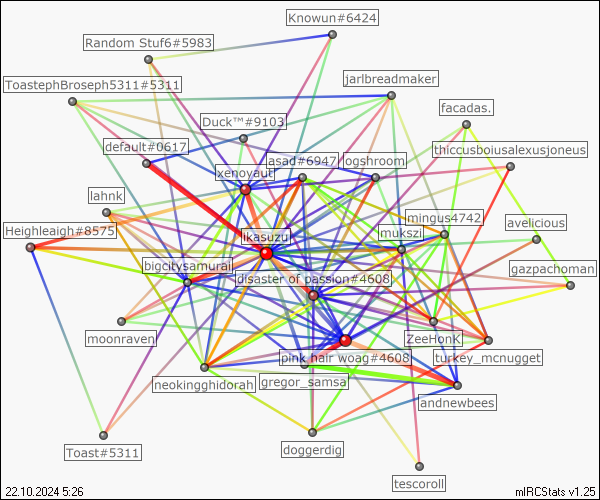 Knowun#6424
Random Stuf6#5983
jarlbreadmaker
ToastephBroseph5311#5311
facadas.
Duck™#9103
default#0617
thiccusboiusalexusjoneus
asad#6947
ogshroom
xenoyaut
lahnk
mingus4742
avelicious
Heighleaigh#8575
ikasuzu
mukszi
bigcitysamurai
gazpachoman
disaster of passion#4608
moonraven
ZeeHonk
pink hair woag#4608
turkey_mcnugget
neokingghidorah
gregor_samsa
andnewbees
Toast#5311
doggerdig
tescoroll
22.10.2024 5:26
mIRCStats v1.25